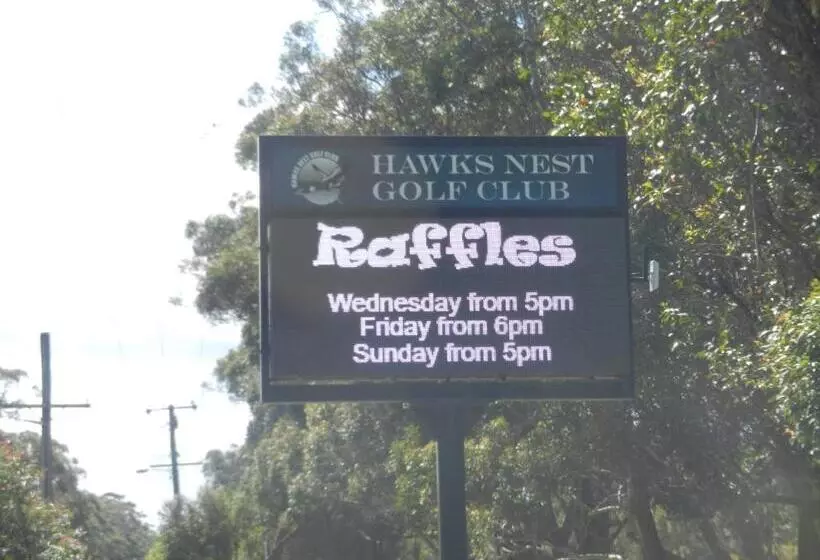 HAWKS NEST
GOLF CLUB
Raffles
Wednesday from 5pm
Friday from 6pm
Sunday from 5pm